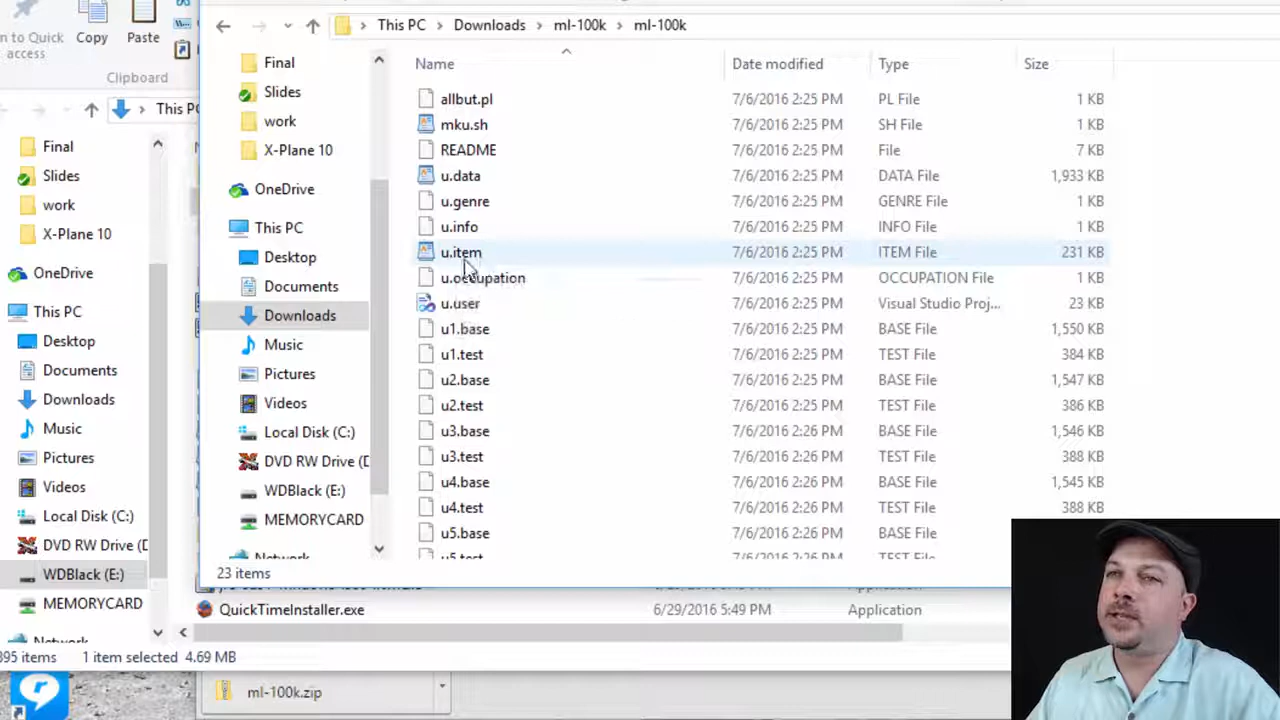 n to Quick
access
Copy
Paste
Clipboard
This PC
Final
Slides
work
X-Plane 10
OneDrive
This PC
Desktop
Documents
Downloads
Music
Pictures
Videos
Local Disk (C:)
DVD RW Drive (D
WDBlack (E:)
MEMORYCARD
Network
395 items 1 item selected 4.69 MB
This PC > Downloads > ml-100k > ml-100k
Final
Slides
work
X-Plane 10
OneDrive
This PC
Desktop
Documents
Downloads
Music
Pictures
Videos
Local Disk (C:)
DVD RW Drive (D
WDBlack (E:)
MEMORYCARD
Network
Name Date modified Type Size
allbut.pl 7/6/2016 2:25 PM PL File 1 KB
mku.sh 7/6/2016 2:25 PM SH File 1 KB
README 7/6/2016 2:25 PM File 7 KB
u.data 7/6/2016 2:25 PM DATA File 1,933 KB
u.genre 7/6/2016 2:25 PM GENRE File 1 KB
u.info 7/6/2016 2:25 PM INFO File 1 KB
u.item 7/6/2016 2:25 PM ITEM File 231 KB
u.occupation 7/6/2016 2:25 PM OCCUPATION File 1 KB
u.user 7/6/2016 2:25 PM Visual Studio Proj... 23 KB
u1.base 7/6/2016 2:25 PM BASE File 1,550 KB
u1.test 7/6/2016 2:25 PM TEST File 384 KB
u2.base 7/6/2016 2:25 PM BASE File 1,547 KB
u2.test 7/6/2016 2:25 PM TEST File 386 KB
u3.base 7/6/2016 2:26 PM BASE File 1,546 KB
u3.test 7/6/2016 2:26 PM TEST File 388 KB
u4.base 7/6/2016 2:26 PM BASE File 1,545 KB
u4.test 7/6/2016 2:26 PM TEST File 388 KB
u5.base 7/6/2016 2:26 PM BASE File
u5.test 7/6/2016 2:26 PM TEST File
23 items
Application
QuickTimeInstaller.exe 6/29/2016 5:49 PM Application
ml-100k.zip